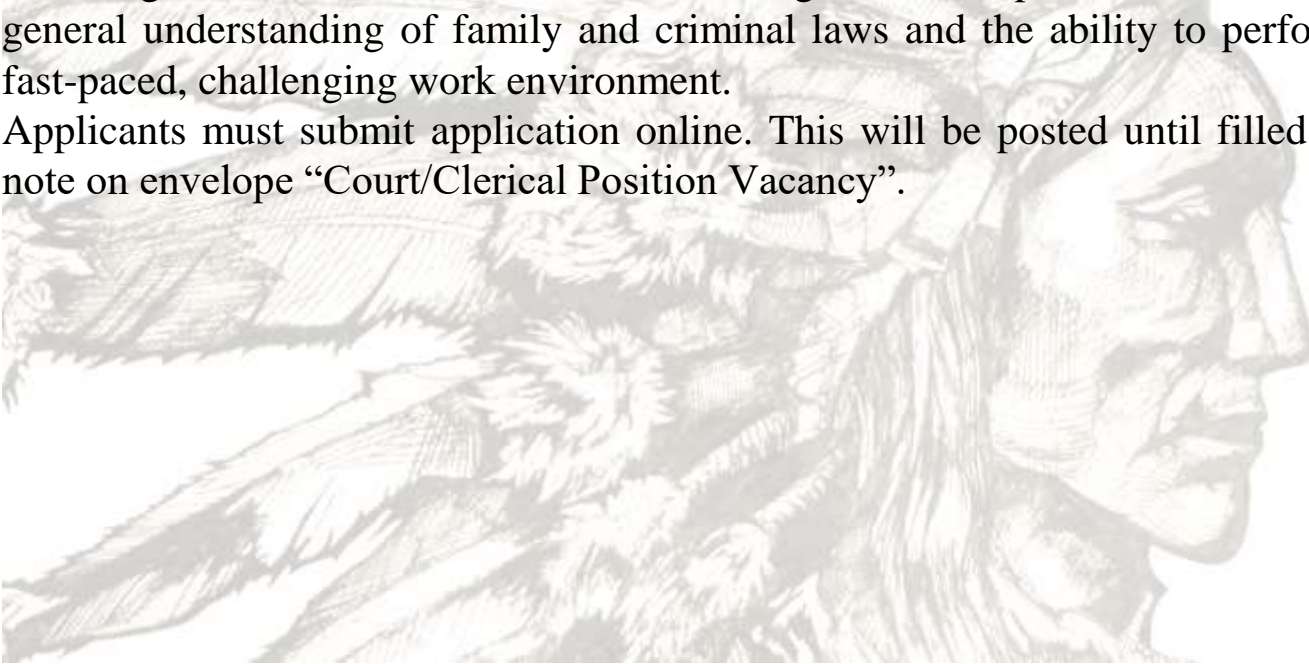 general understanding of family and criminal laws and the ability to perfo
fast-paced, challenging work environment.
Applicants must submit application online. This will be posted until filled
note on envelope “Court/Clerical Position Vacancy”.